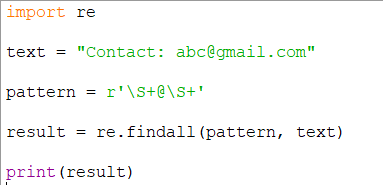 import re
text = "Contact: abc@gmail.com"
pattern = r'\S+@\S+'
result = re.findall(pattern, text)
print(result)